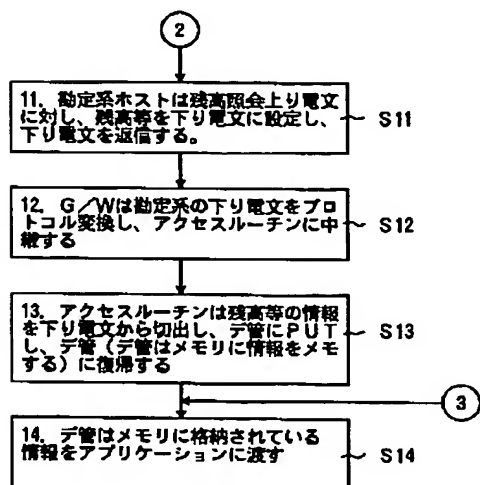 2
11. 勘定系ホストは残高照会上り電文
に対し、残高等を下り電文に設定し、
下り電文を返信する。
S11
12. G/Wは勘定系の下り電文をプロ
トコル変換し、アクセスルーチンに中
継する
S12
13. アクセスルーチンは残高等の情報
を下り電文から切出し、デ管にPUT
し、デ管(デ管はメモリに情報をメモ
する)に復帰する
S13
3
14. デ管はメモリに格納されている
情報をアプリケーションに渡す
S14